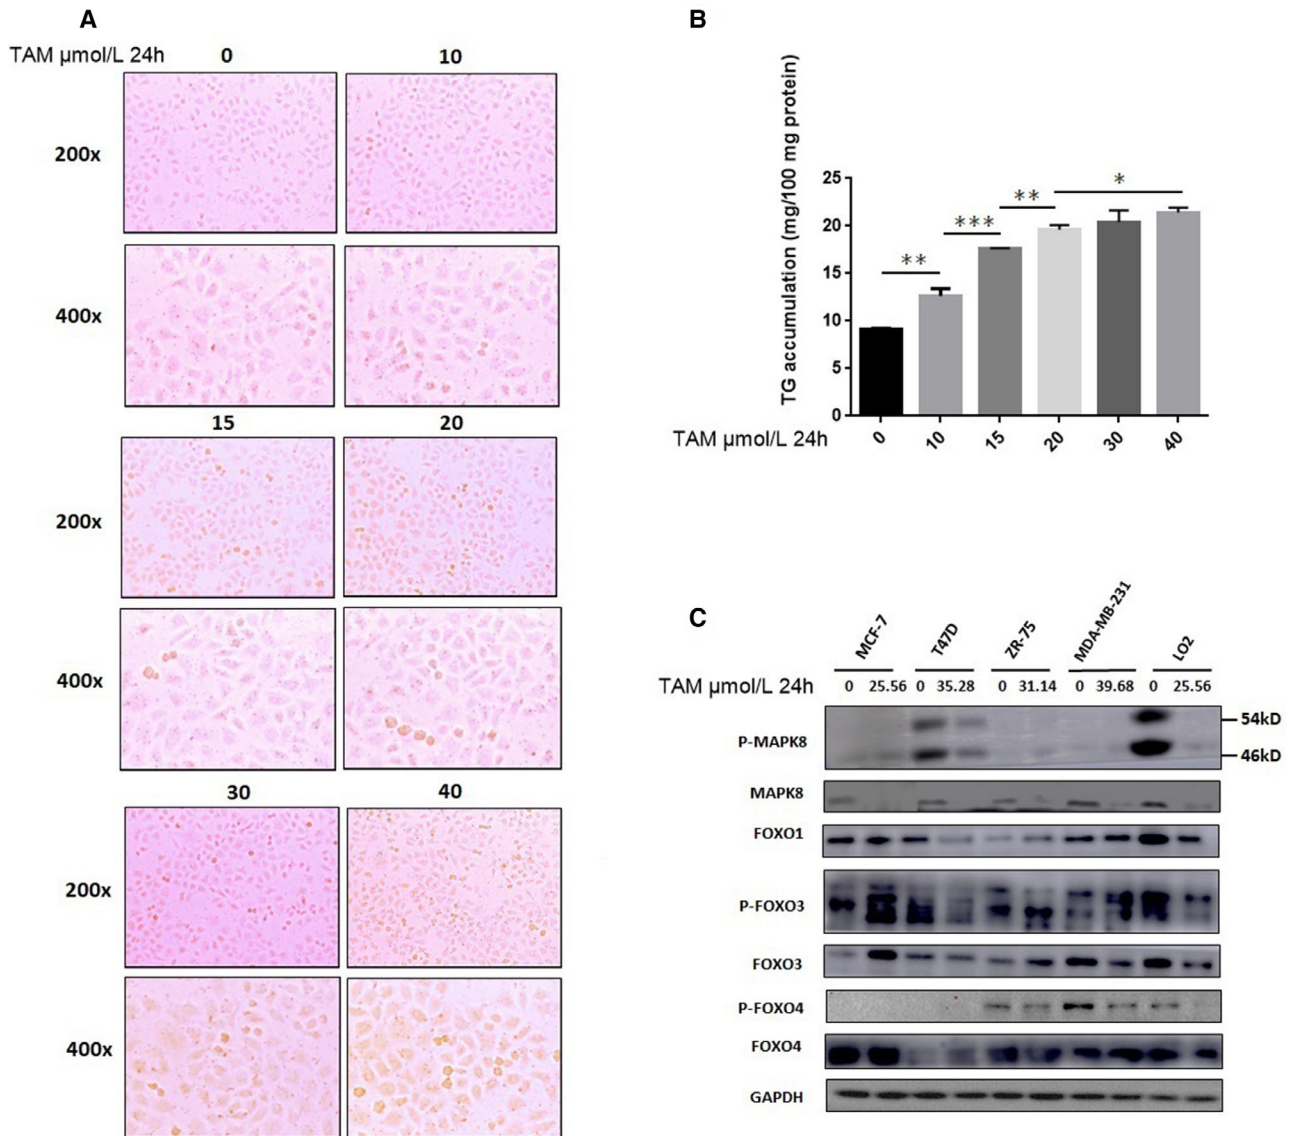 A
TAM µmol/L 24h 0 10
200x
400x
15 20
200x
400x
30 40
200x
400x
B
TG accumulation (mg/100 mg protein)
25
20
15
10
5
0
** *** ** *
TAM µmol/L 24h 0 10 15 20 30 40
C
MCF-7 T47D ZR-75 MDA-MB-231 LO2
TAM µmol/L 24h 0 25.56 0 35.28 0 31.14 0 39.68 0 25.56
P-MAPK8
54kD
46kD
MAPK8
FOXO1
P-FOXO3
FOXO3
P-FOXO4
FOXO4
GAPDH